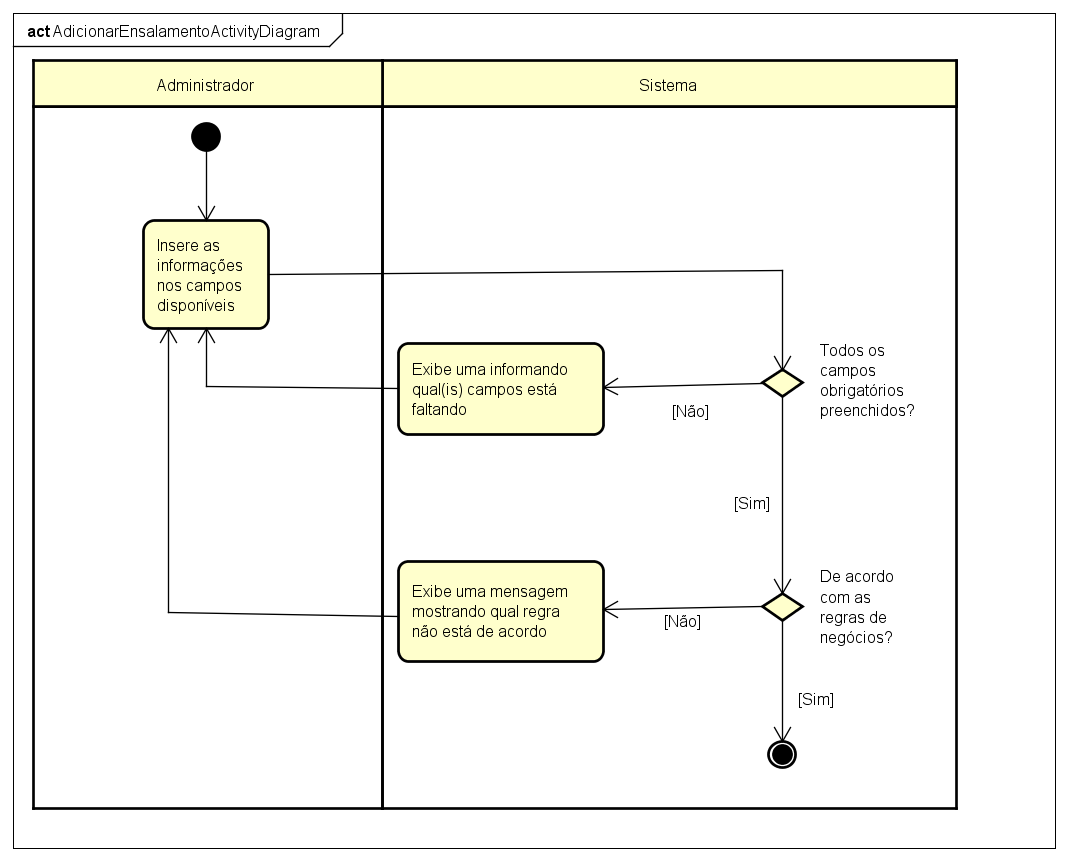 act AdicionarEnsalamentoActivityDiagram
Administrador
Sistema
Insere as
informações
nos campos
disponíveis
Todos os
campos
obrigatórios
preenchidos?
Exibe uma informando
qual(is) campos está
faltando
[Não]
[Sim]
De acordo
com as
regras de
negócios?
Exibe uma mensagem
mostrando qual regra
não está de acordo
[Não]
[Sim]